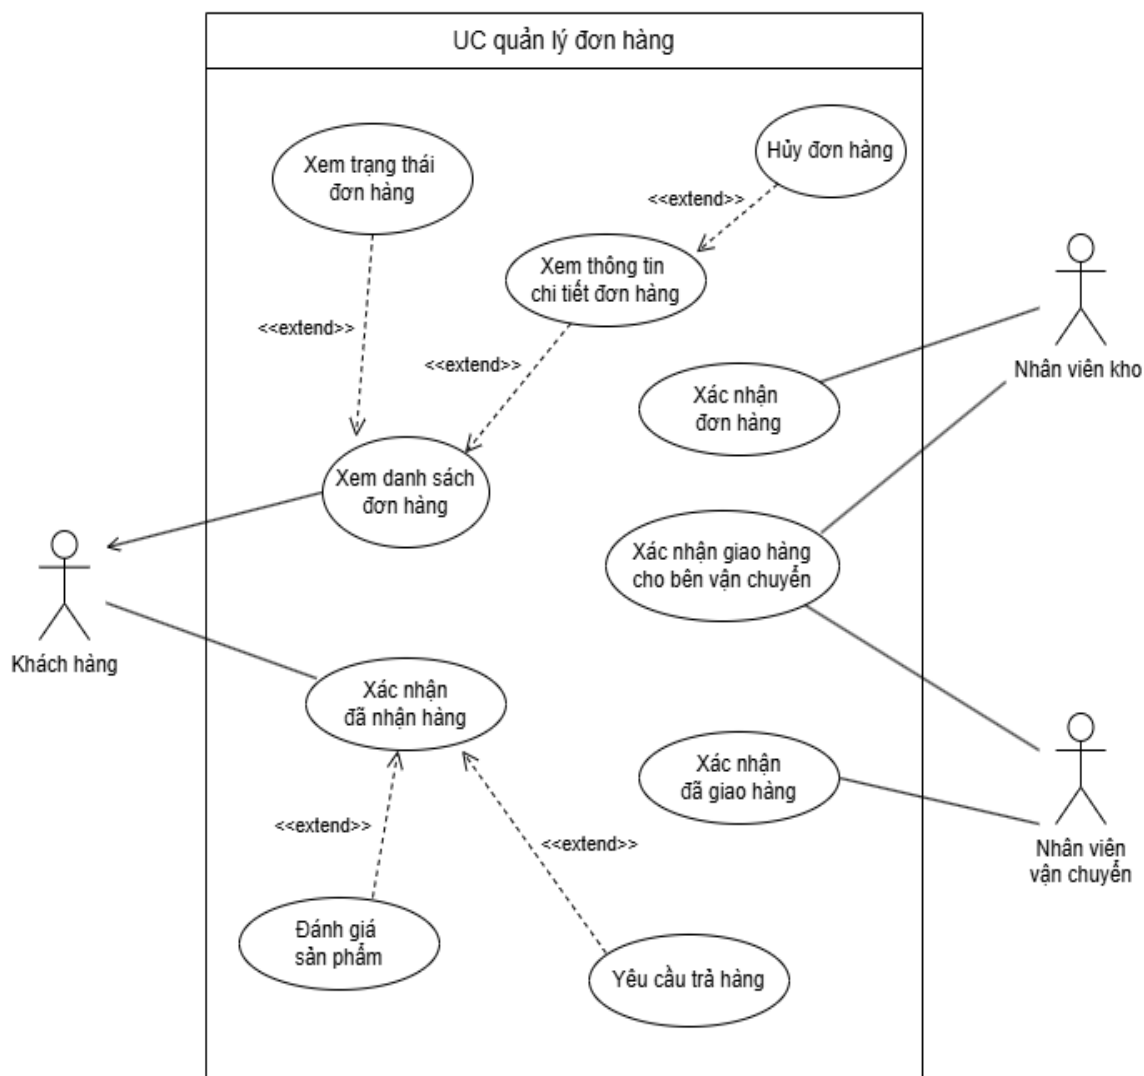 UC quản lý đơn hàng
Xem trạng thái
đơn hàng
Hủy đơn hàng
<<extend>>
Xem thông tin
chi tiết đơn hàng
<<extend>>
<<extend>>
Nhân viên kho
Xác nhận
đơn hàng
Xem danh sách
đơn hàng
Xác nhận giao hàng
cho bên vận chuyển
Khách hàng
Xác nhận
đã nhận hàng
Xác nhận
đã giao hàng
<<extend>>
<<extend>>
Nhân viên
vận chuyển
Đánh giá
sản phẩm
Yêu cầu trả hàng